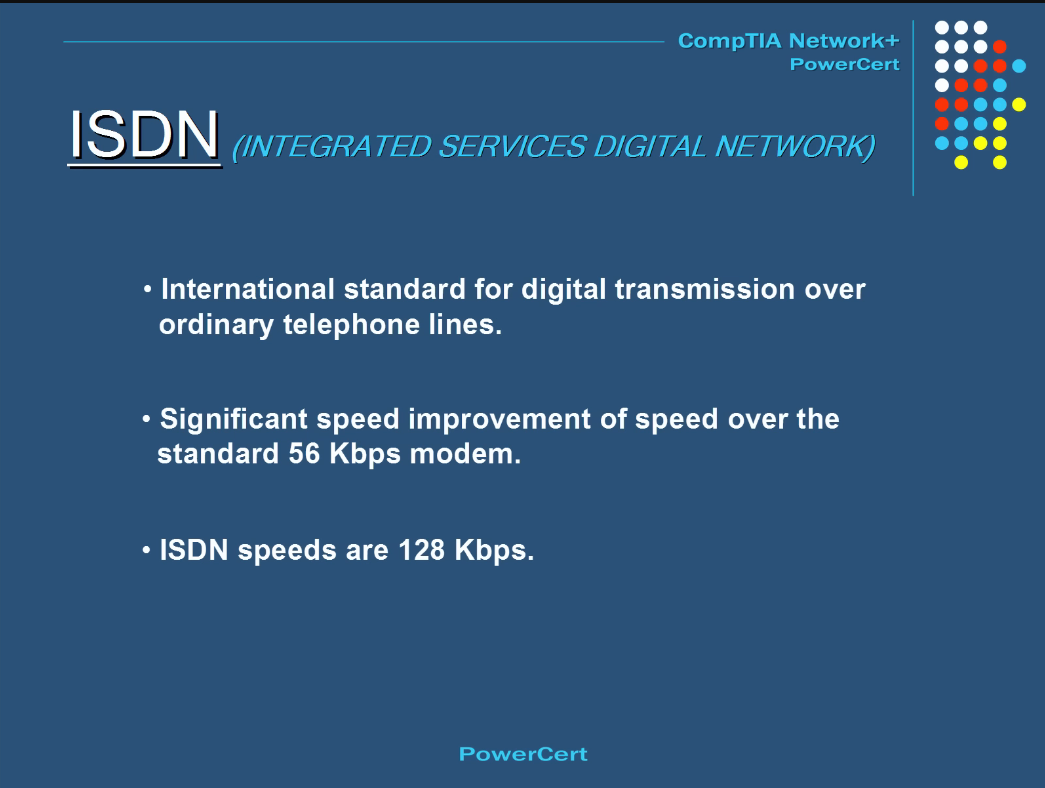 CompTIA Network+
PowerCert
ISDN (INTEGRATED SERVICES DIGITAL NETWORK)
• International standard for digital transmission over
ordinary telephone lines.
• Significant speed improvement of speed over the
standard 56 Kbps modem.
• ISDN speeds are 128 Kbps.
PowerCert